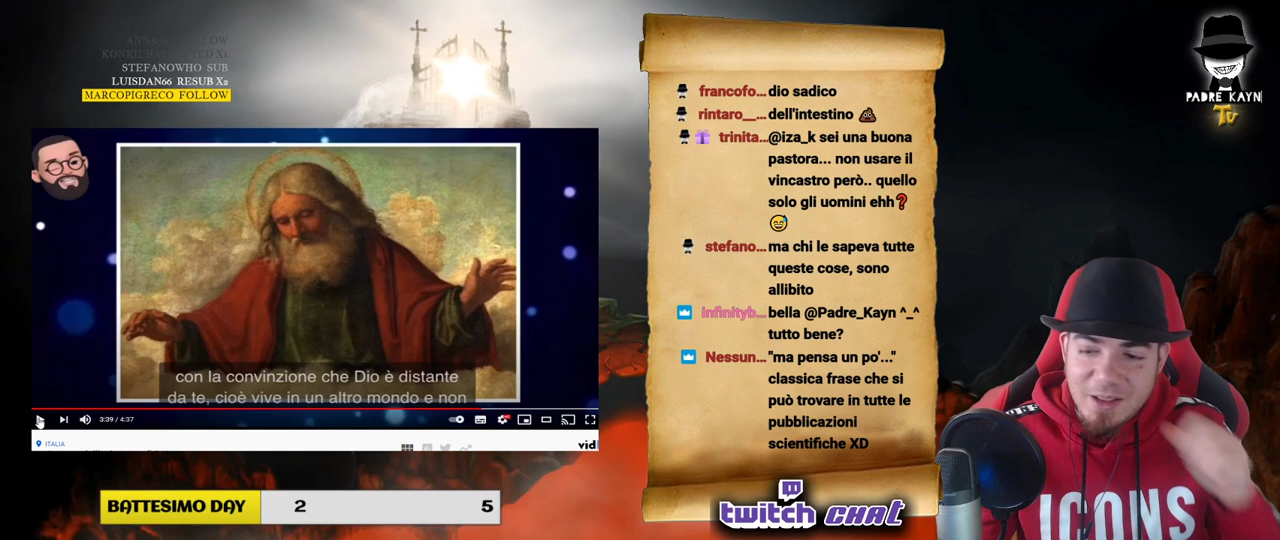 STEFANOWHO SUB
LUISDAN66 RESUB X2
MARCOPIGRECO FOLLOW
con la convinzione che Dio è distante
da te, cioè vive in un altro mondo e non
3:39 / 4:37
ITALIA
vid
BATTESIMO DAY 2 5
francofo... dio sadico
rintaro__... dell'intestino 💩
trinita... @iza_k sei una buona
pastora... non usare il
vincastro però.. quello
solo gli uomini ehh❓
😅
stefano... ma chi le sapeva tutte
queste cose, sono
allibito
infinityb... bella @Padre_Kayn ^_^
tutto bene?
Nessun... "ma pensa un po'..."
classica frase che si
può trovare in tutte le
pubblicazioni
scientifiche XD
twitch CHAT
PADRE KAYN
Tv
ICONS